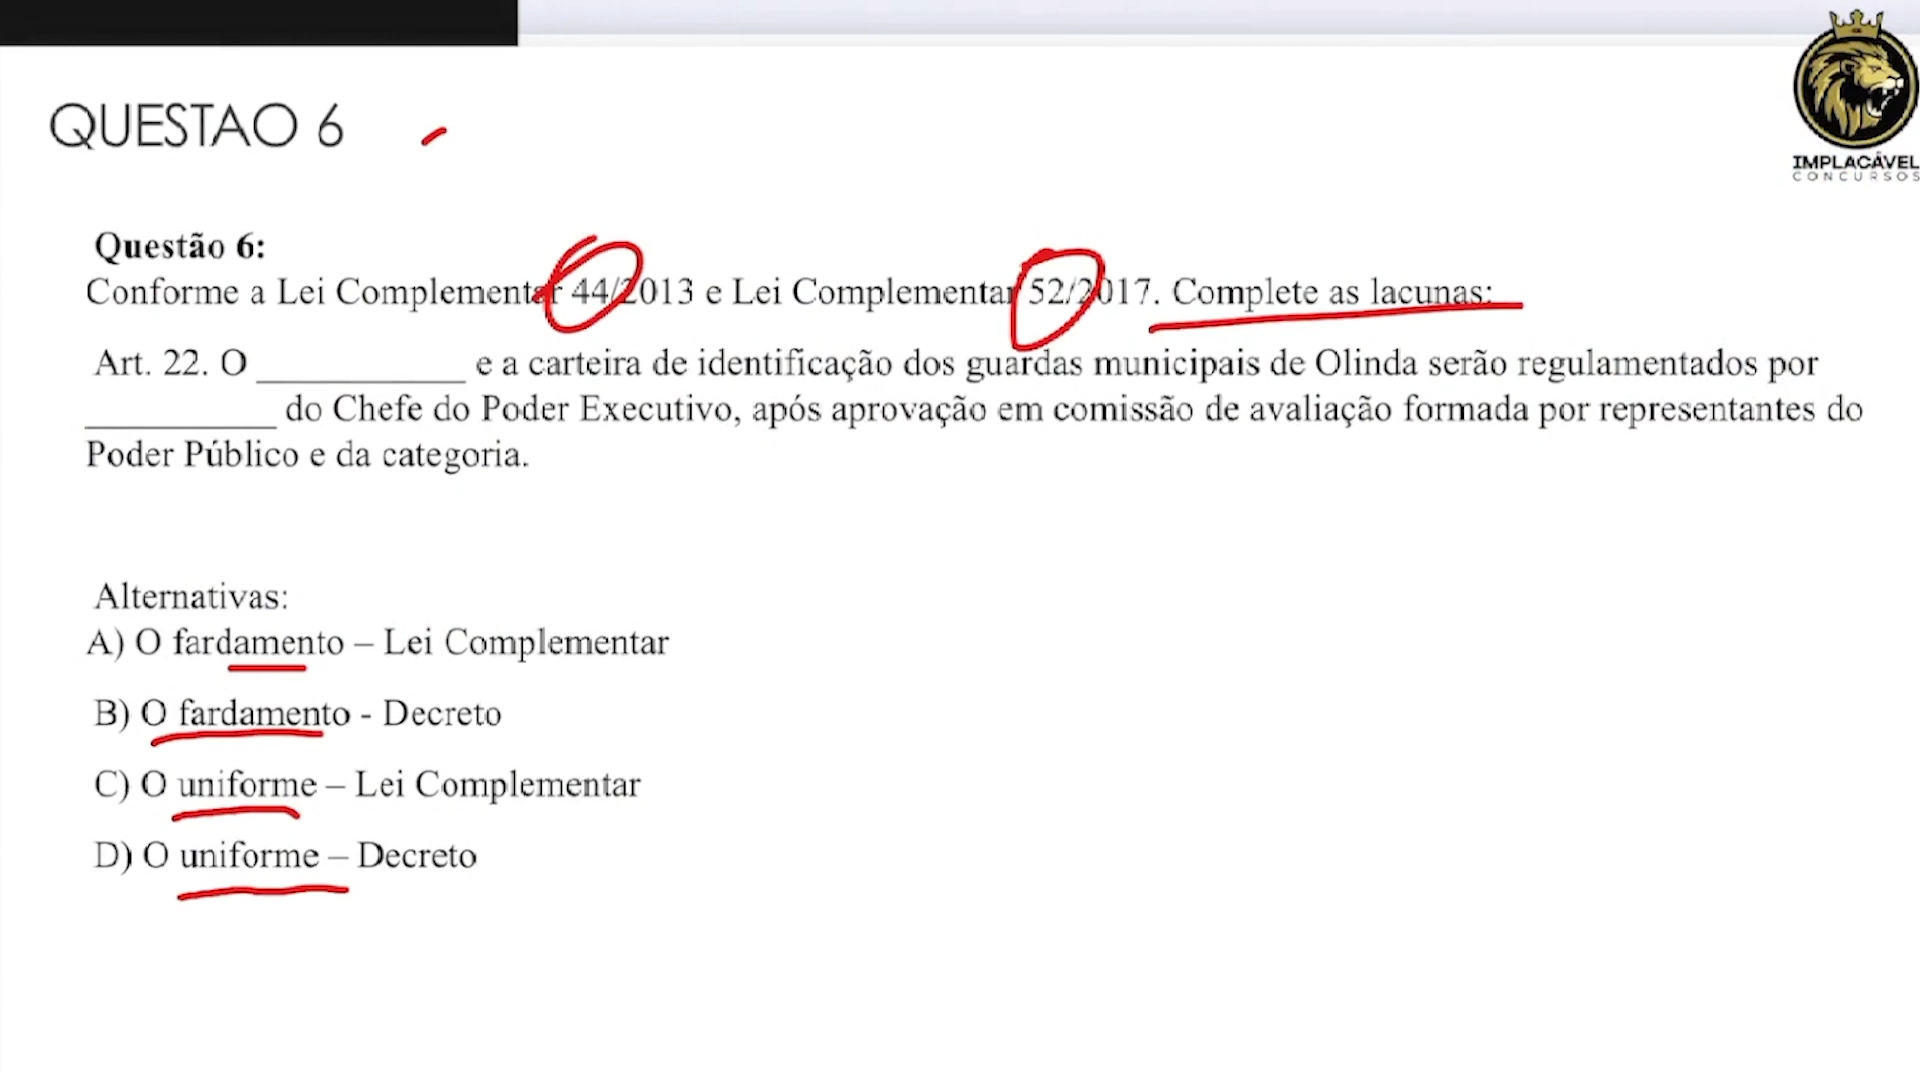 IMPLACÁVEL
CONCURSOS
QUESTAO 6
Questão 6:
Conforme a Lei Complementar 44/2013 e Lei Complementar 52/2017. Complete as lacunas:
Art. 22. O ___________ e a carteira de identificação dos guardas municipais de Olinda serão regulamentados por
__________ do Chefe do Poder Executivo, após aprovação em comissão de avaliação formada por representantes do
Poder Público e da categoria.
Alternativas:
A) O fardamento – Lei Complementar
B) O fardamento - Decreto
C) O uniforme – Lei Complementar
D) O uniforme – Decreto